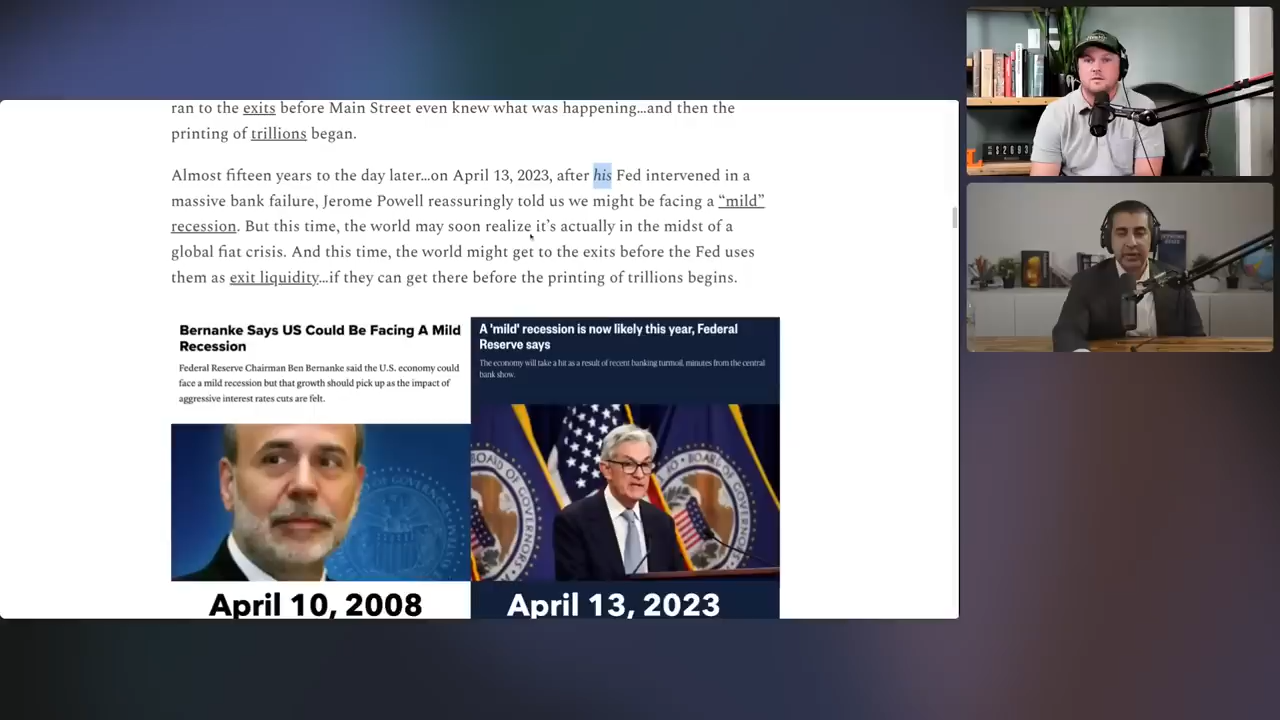 ran to the exits before Main Street even knew what was happening…and then the
printing of trillions began.
Almost fifteen years to the day later…on April 13, 2023, after his Fed intervened in a
massive bank failure, Jerome Powell reassuringly told us we might be facing a “mild”
recession. But this time, the world may soon realize it’s actually in the midst of a
global fiat crisis. And this time, the world might get to the exits before the Fed uses
them as exit liquidity…if they can get there before the printing of trillions begins.
Bernanke Says US Could Be Facing A Mild
Recession
Federal Reserve Chairman Ben Bernanke said the U.S. economy could
face a mild recession but that growth should pick up as the impact of
aggressive interest rates cuts are felt.
A 'mild' recession is now likely this year, Federal
Reserve says
The economy will take a hit as a result of recent banking turmoil, minutes from the central
bank show.
BOARD OF
GOVERNORS
BOARD OF
GOVERNORS
April 10, 2008
April 13, 2023